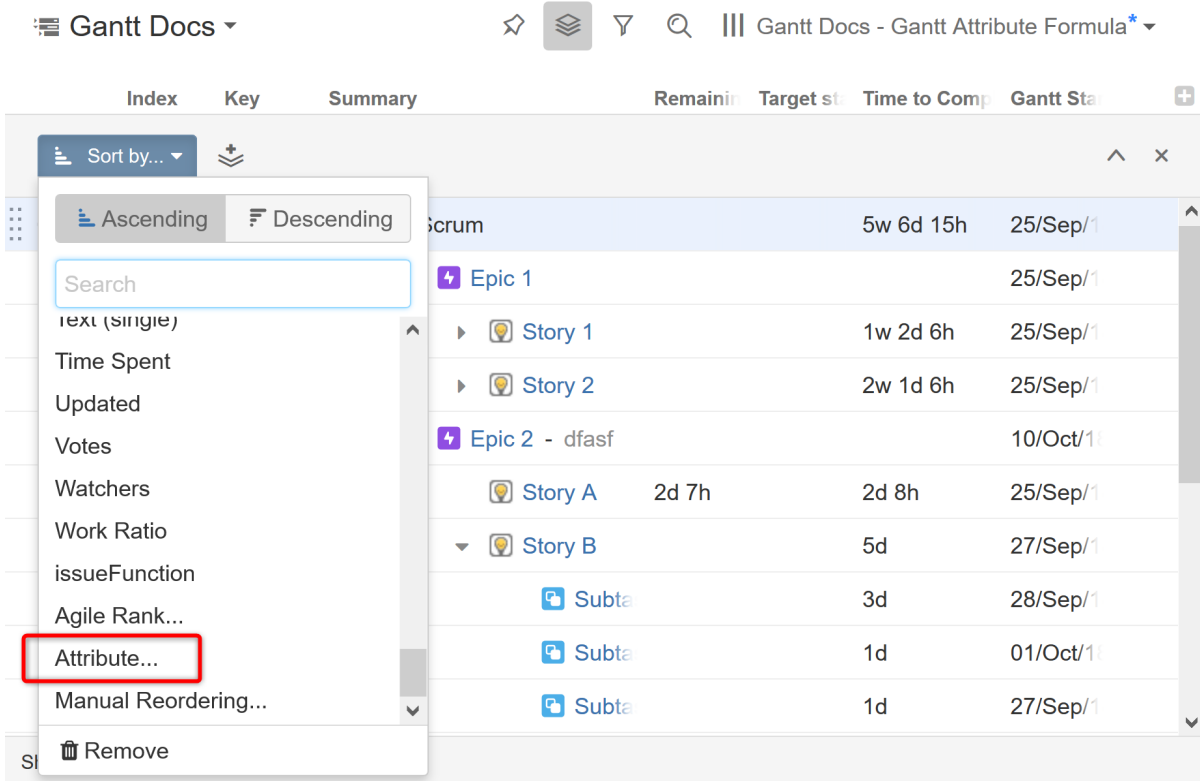 Gantt Docs
Gantt Docs - Gantt Attribute Formula*
Index Key Summary Remainin Target sta Time to Comp Gantt Sta
Sort by...
Ascending Descending
Scrum 5w 6d 15h 25/Sep/1
Search
Epic 1 25/Sep/1
Text (single)
Story 1 1w 2d 6h 25/Sep/1
Time Spent
Story 2 2w 1d 6h 25/Sep/1
Updated
Epic 2 - dfasf 10/Oct/18
Votes
Watchers
Story A 2d 7h 2d 8h 25/Sep/1
Work Ratio
Story B 5d 27/Sep/1
issueFunction
Subta 3d 28/Sep/1
Agile Rank...
Attribute...
Subta 1d 01/Oct/18
Manual Reordering...
Subta 1d 27/Sep/1
Remove